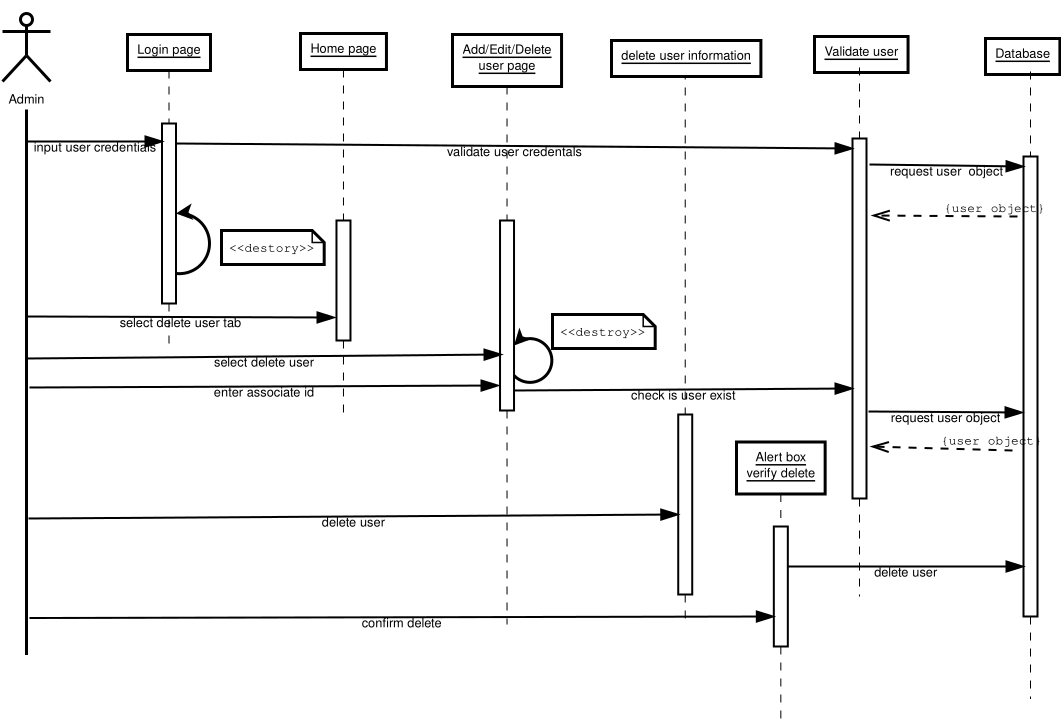 Login page
Home page
Add/Edit/Delete
user page
delete user information
Validate user
Database
Admin
input user credentials
validate user credentals
request user object
{user object}
<<destory>>
select delete user tab
<<destroy>>
select delete user
enter associate id
check is user exist
request user object
{user object}
Alert box
verify delete
delete user
delete user
confirm delete